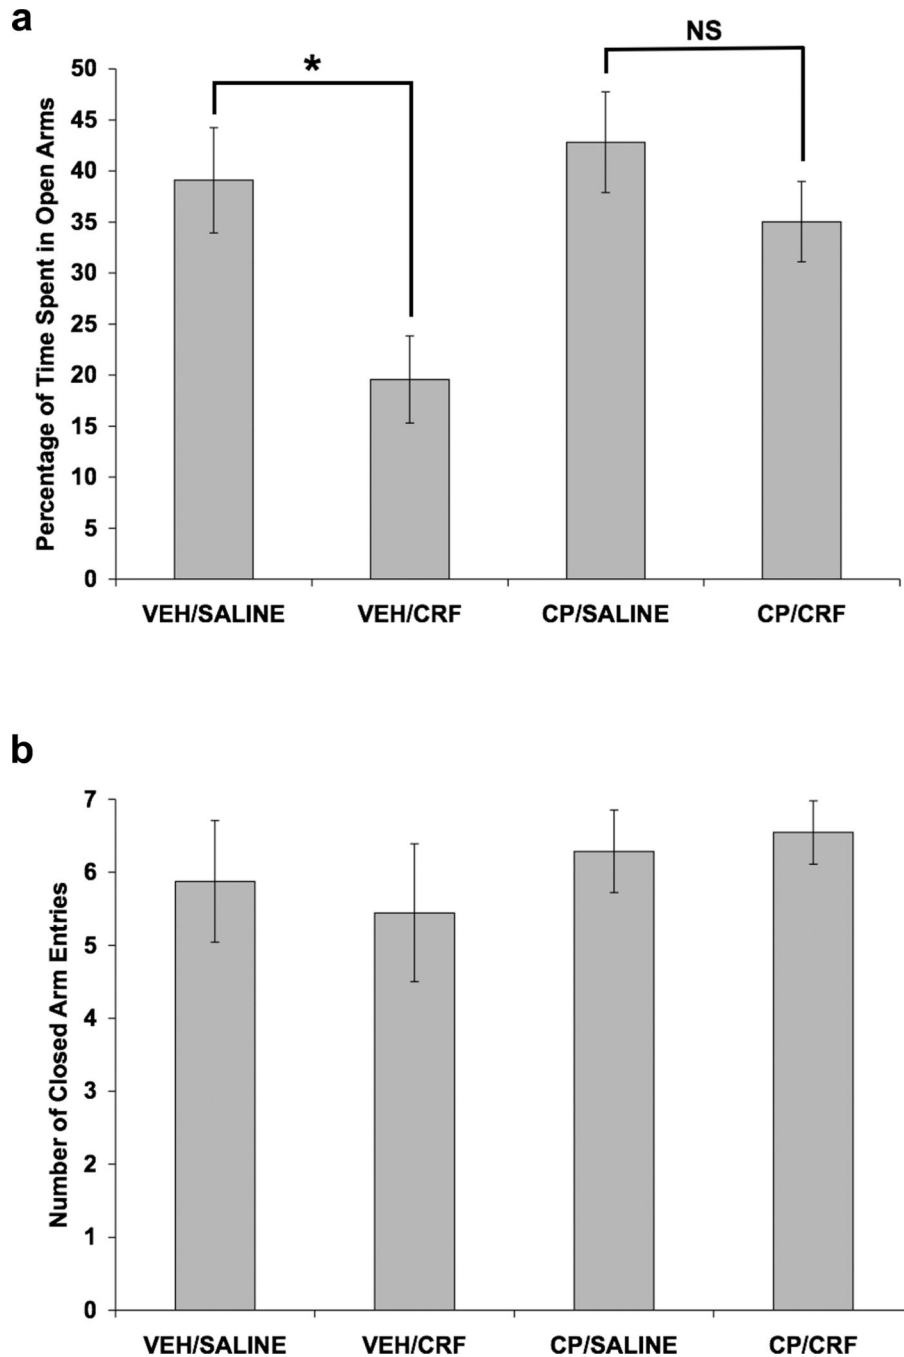 a
NS
*
Percentage of Time Spent in Open Arms
50
45
40
35
30
25
20
15
10
5
0
VEH/SALINE VEH/CRF CP/SALINE CP/CRF
b
Number of Closed Arm Entries
7
6
5
4
3
2
1
0
VEH/SALINE VEH/CRF CP/SALINE CP/CRF